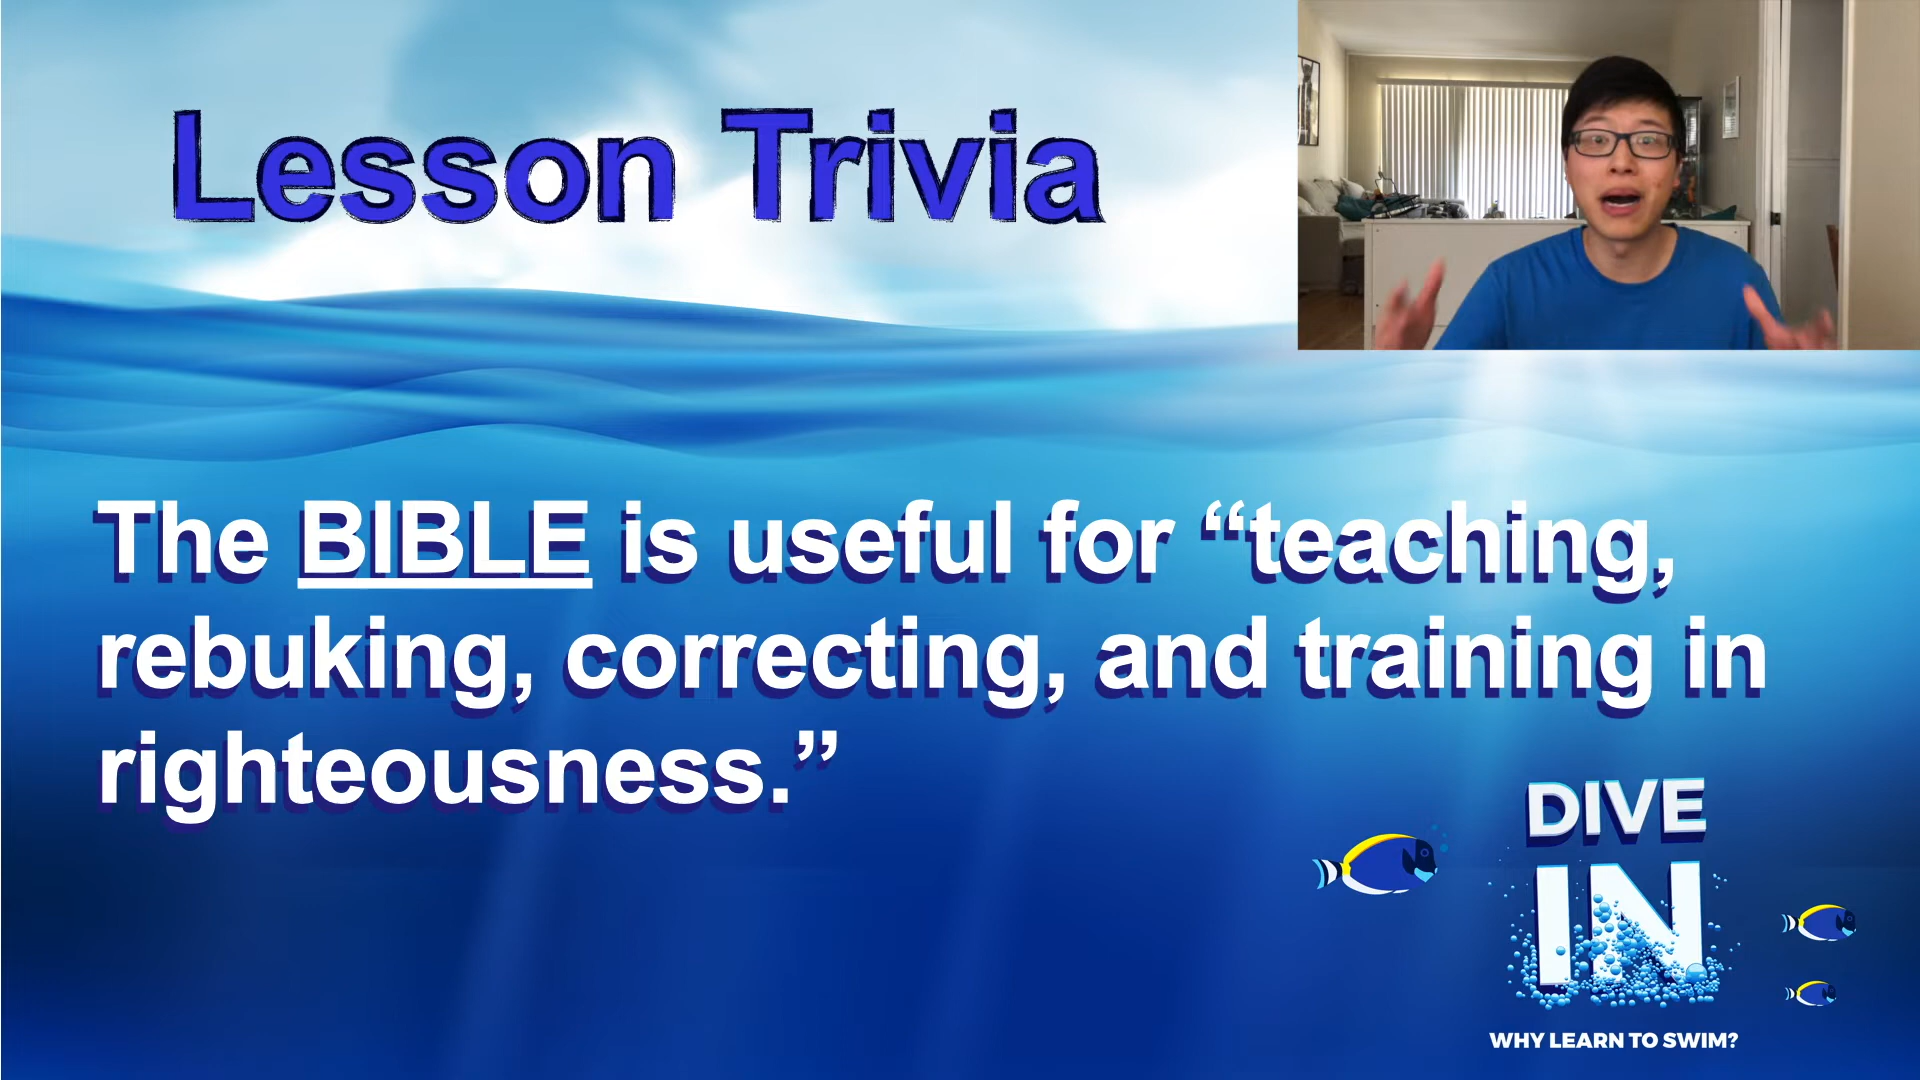 Lesson Trivia
The BIBLE is useful for “teaching,
rebuking, correcting, and training in
righteousness.”
DIVE
IN
WHY LEARN TO SWIM?